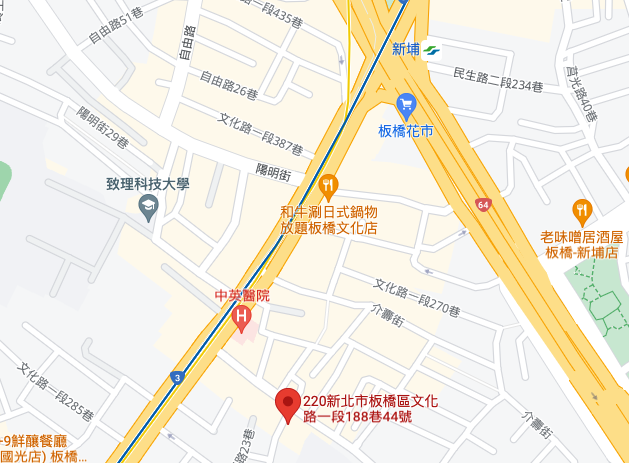 路一段435巷
自由路51巷
自由路
新埔
自由路26巷
民生路二段234巷
莒光路40巷
板橋花市
陽明街29巷
文化路一段387巷
陽明街
致理科技大學
64
和牛涮日式鍋物
放題板橋文化店
老味噌居酒屋
板橋-新埔店
文化路一段270巷
中英醫院
H
介壽街
3
文化路一段285巷
220新北市板橋區文化
路一段188巷44號
介壽街
路23巷
-9鮮釀餐廳
國光店) 板橋...